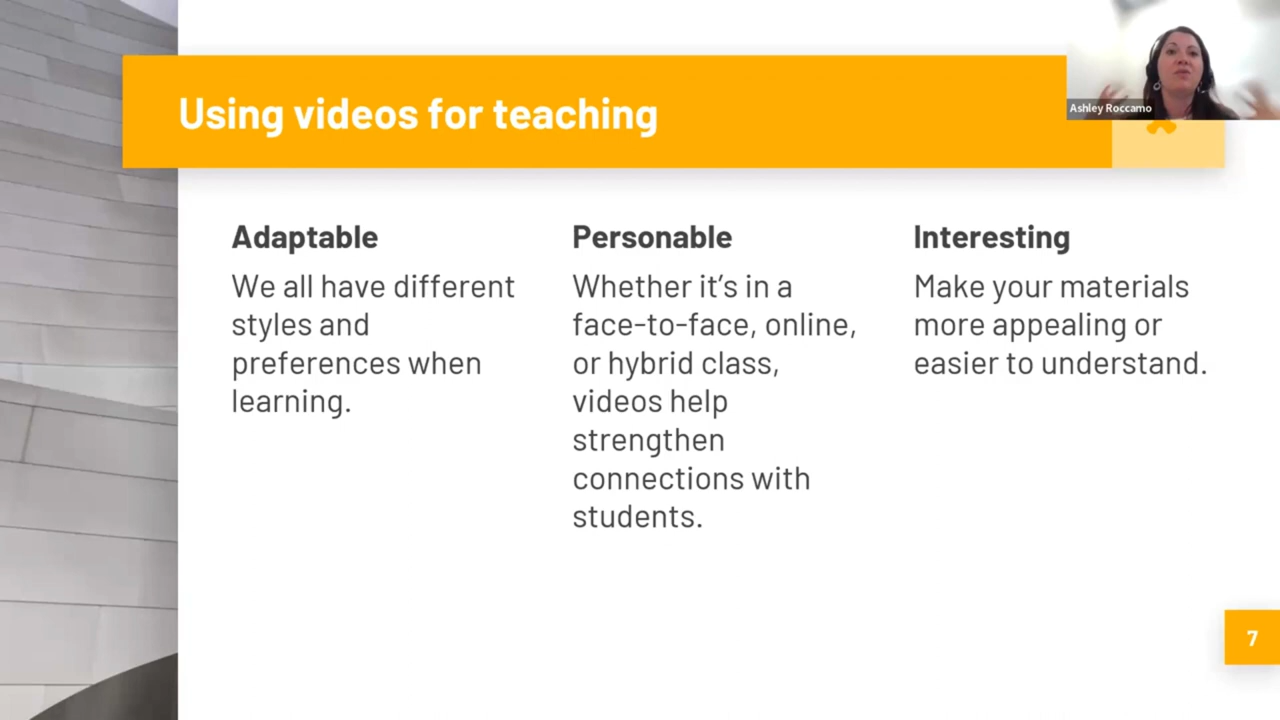 Using videos for teaching
Ashley Roccamo
Adaptable
We all have different
styles and
preferences when
learning.
Personable
Whether it’s in a
face-to-face, online,
or hybrid class,
videos help
strengthen
connections with
students.
Interesting
Make your materials
more appealing or
easier to understand.
7